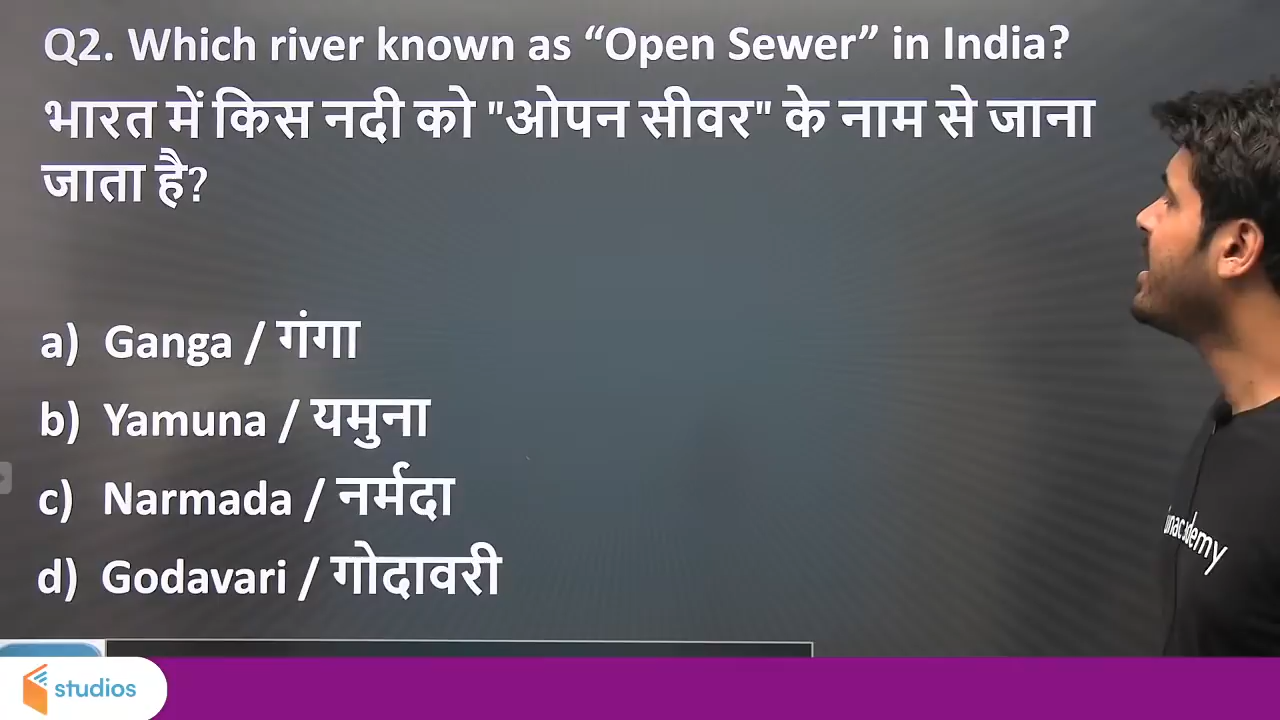 Q2. Which river known as “Open Sewer” in India?
भारत में किस नदी को "ओपन सीवर" के नाम से जाना
जाता है?
a) Ganga / गंगा
b) Yamuna / यमुना
c) Narmada / नर्मदा
d) Godavari / गोदावरी
unacademy
studios